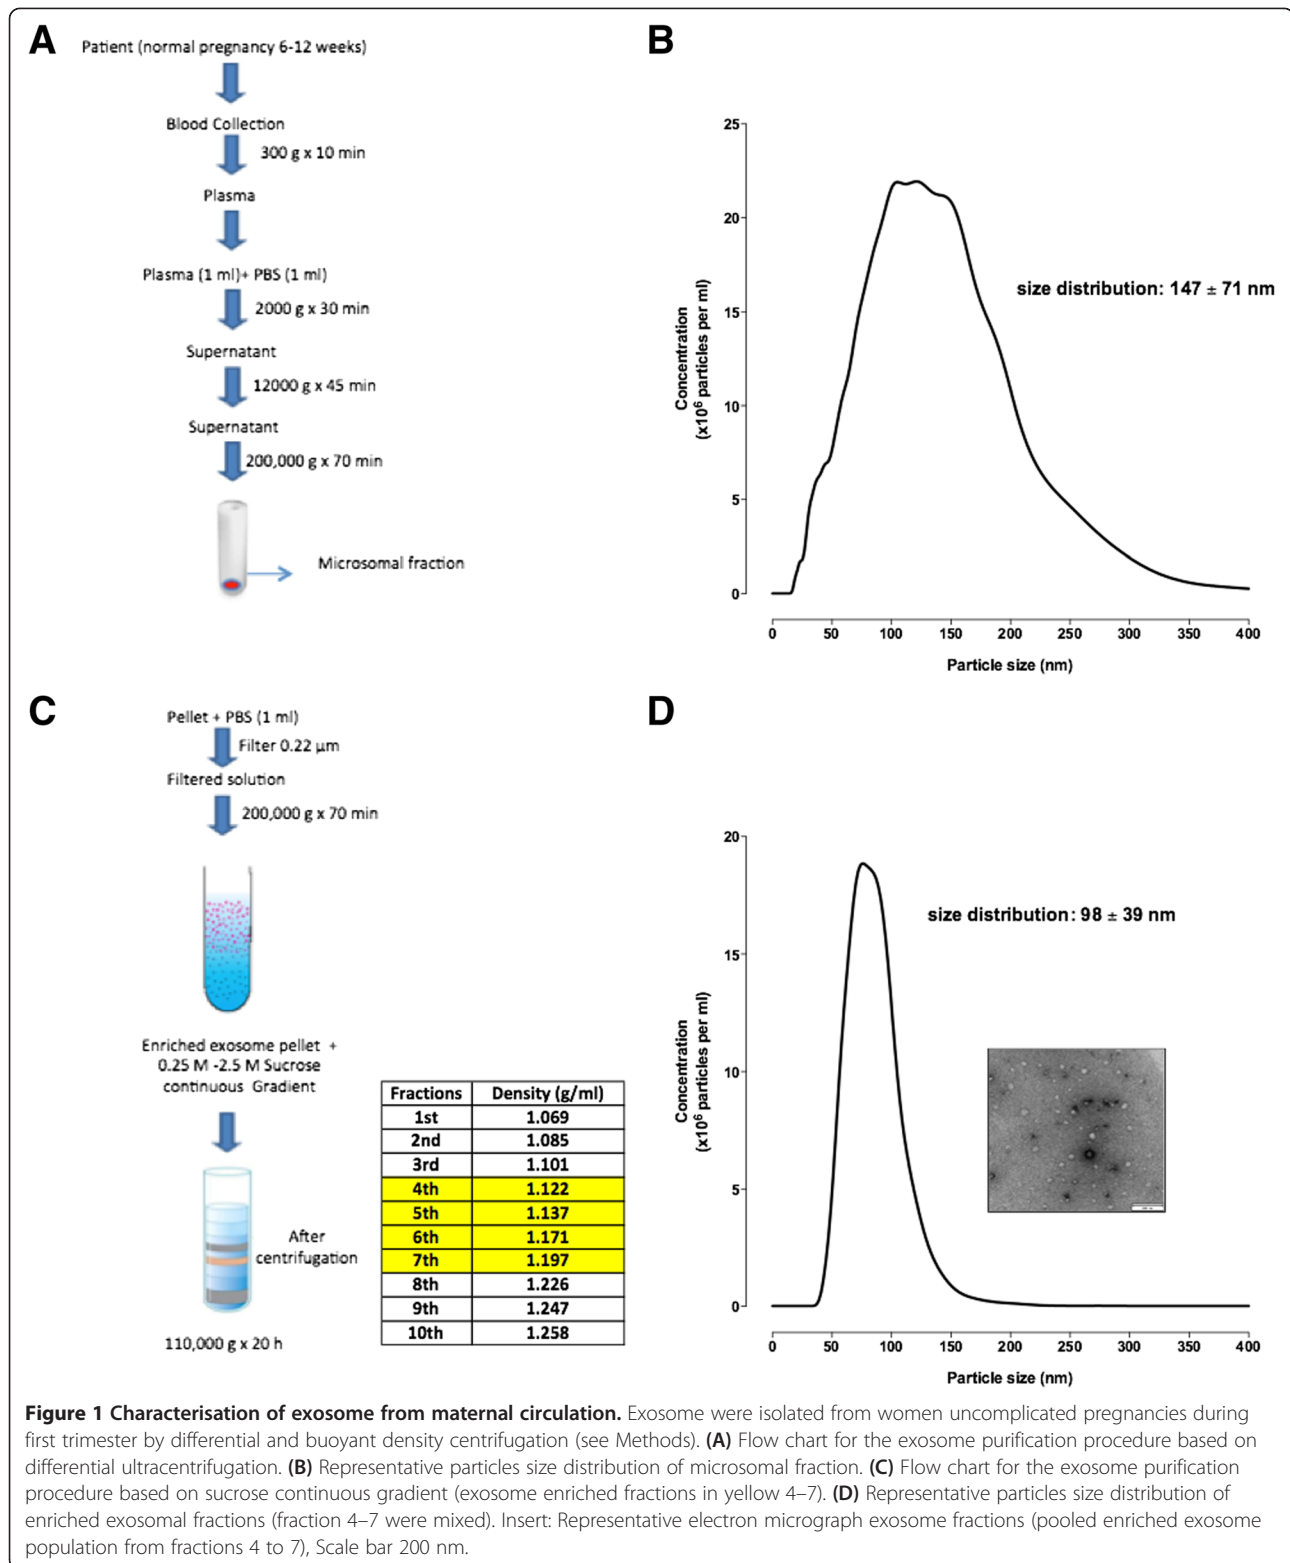 A
Patient (normal pregnancy 6-12 weeks)
Blood Collection
300 g x 10 min
Plasma
Plasma (1 ml)+ PBS (1 ml)
2000 g x 30 min
Supernatant
12000 g x 45 min
Supernatant
200,000 g x 70 min
Microsomal fraction
B
25
20
15
10
5
0
Concentration
(x10⁶ particles per ml)
size distribution: 147 ± 71 nm
0 50 100 150 200 250 300 350 400
Particle size (nm)
C
Pellet + PBS (1 ml)
Filter 0.22 µm
Filtered solution
200,000 g x 70 min
Enriched exosome pellet +
0.25 M -2.5 M Sucrose
continuous Gradient
After
centrifugation
110,000 g x 20 h
Fractions Density (g/ml)
1st 1.069
2nd 1.085
3rd 1.101
4th 1.122
5th 1.137
6th 1.171
7th 1.197
8th 1.226
9th 1.247
10th 1.258
D
20
15
10
5
0
Concentration
(x10⁶ particles per ml)
size distribution: 98 ± 39 nm
0 50 100 150 200 250 300 350 400
Particle size (nm)
Figure 1 Characterisation of exosome from maternal circulation. Exosome were isolated from women uncomplicated pregnancies during
first trimester by differential and buoyant density centrifugation (see Methods). (A) Flow chart for the exosome purification procedure based on
differential ultracentrifugation. (B) Representative particles size distribution of microsomal fraction. (C) Flow chart for the exosome purification
procedure based on sucrose continuous gradient (exosome enriched fractions in yellow 4–7). (D) Representative particles size distribution of
enriched exosomal fractions (fraction 4–7 were mixed). Insert: Representative electron micrograph exosome fractions (pooled enriched exosome
population from fractions 4 to 7), Scale bar 200 nm.